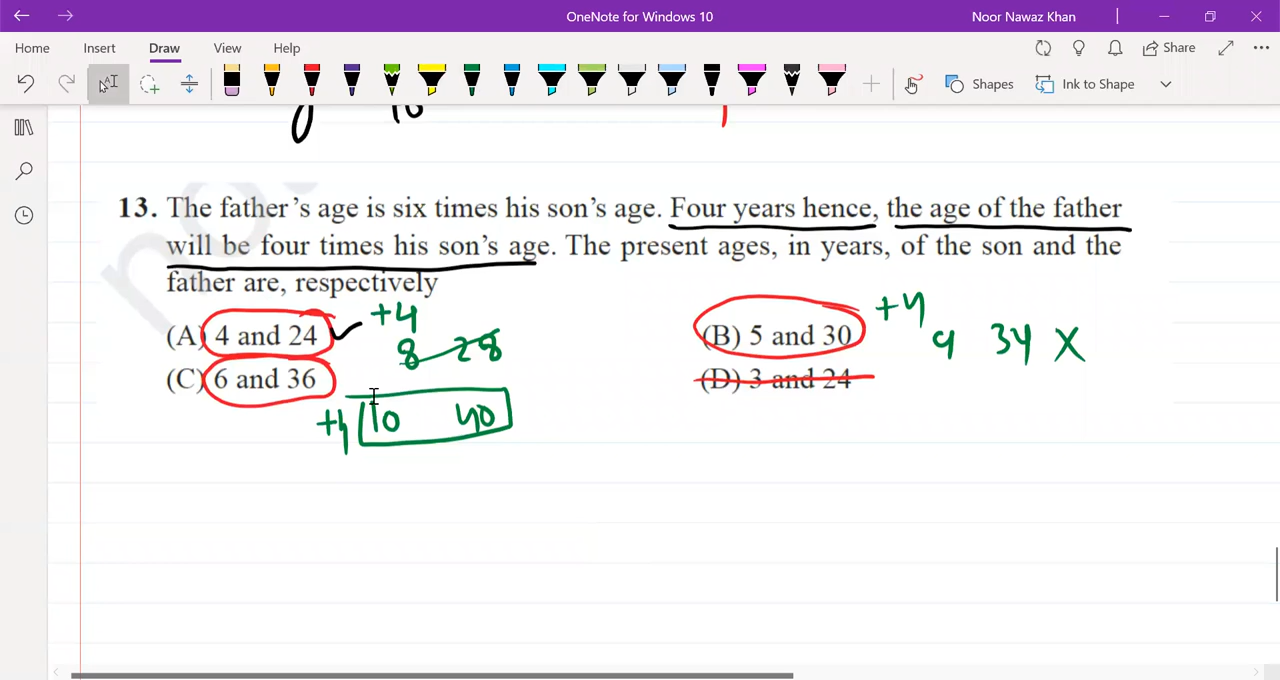 OneNote for Windows 10
Noor Nawaz Khan
Home Insert Draw View Help
Share
Shapes
Ink to Shape
10
no
13. The father's age is six times his son's age. Four years hence, the age of the father
will be four times his son's age. The present ages, in years, of the son and the
father are, respectively
(A) 4 and 24 +4
(B) 5 and 30 +4
8 28
9 34 X
(C) 6 and 36
(D) 3 and 24
+4 10 40